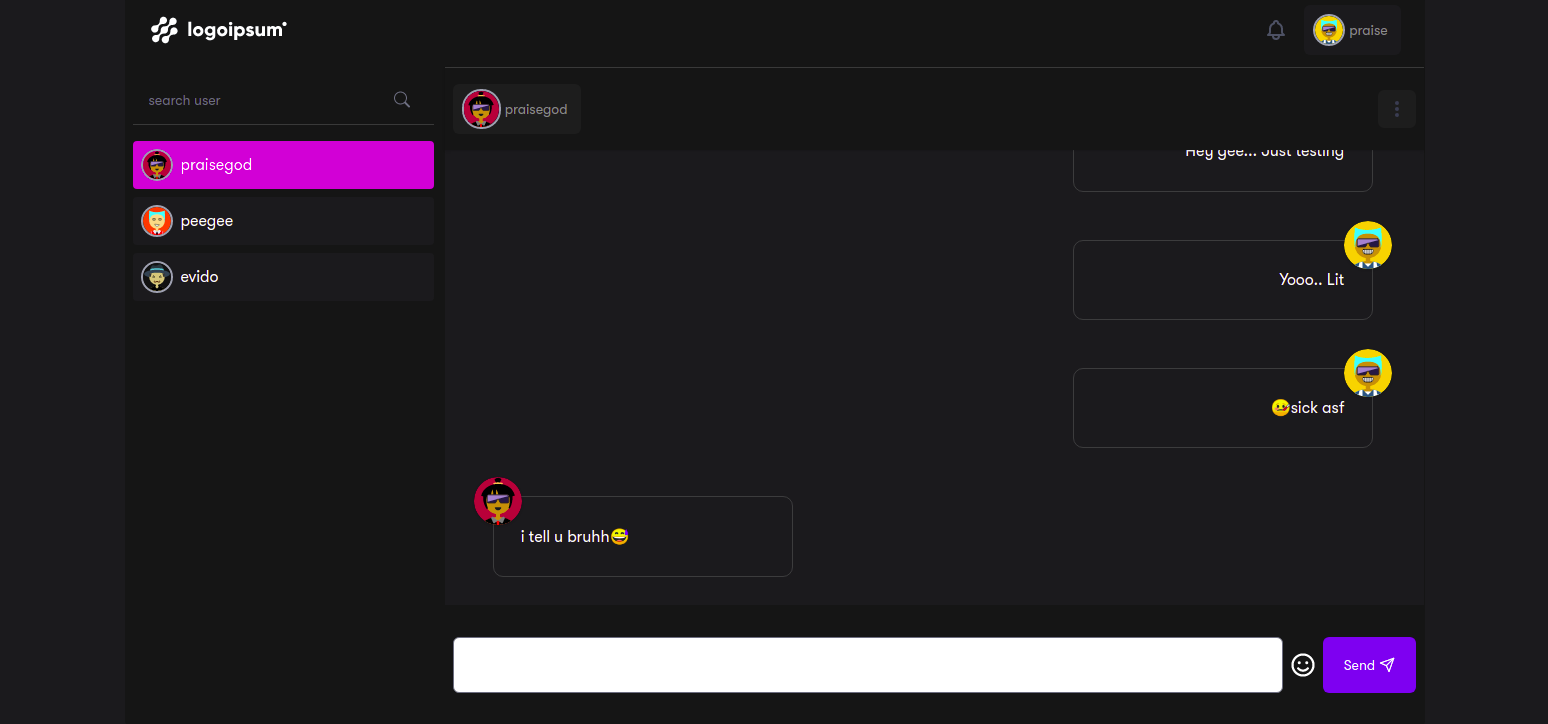 logoipsum
praise
search user
praisegod
praisegod
peegee
evido
Hey gee... Just testing
Yooo.. Lit
🤒sick asf
i tell u bruhh😅
Send